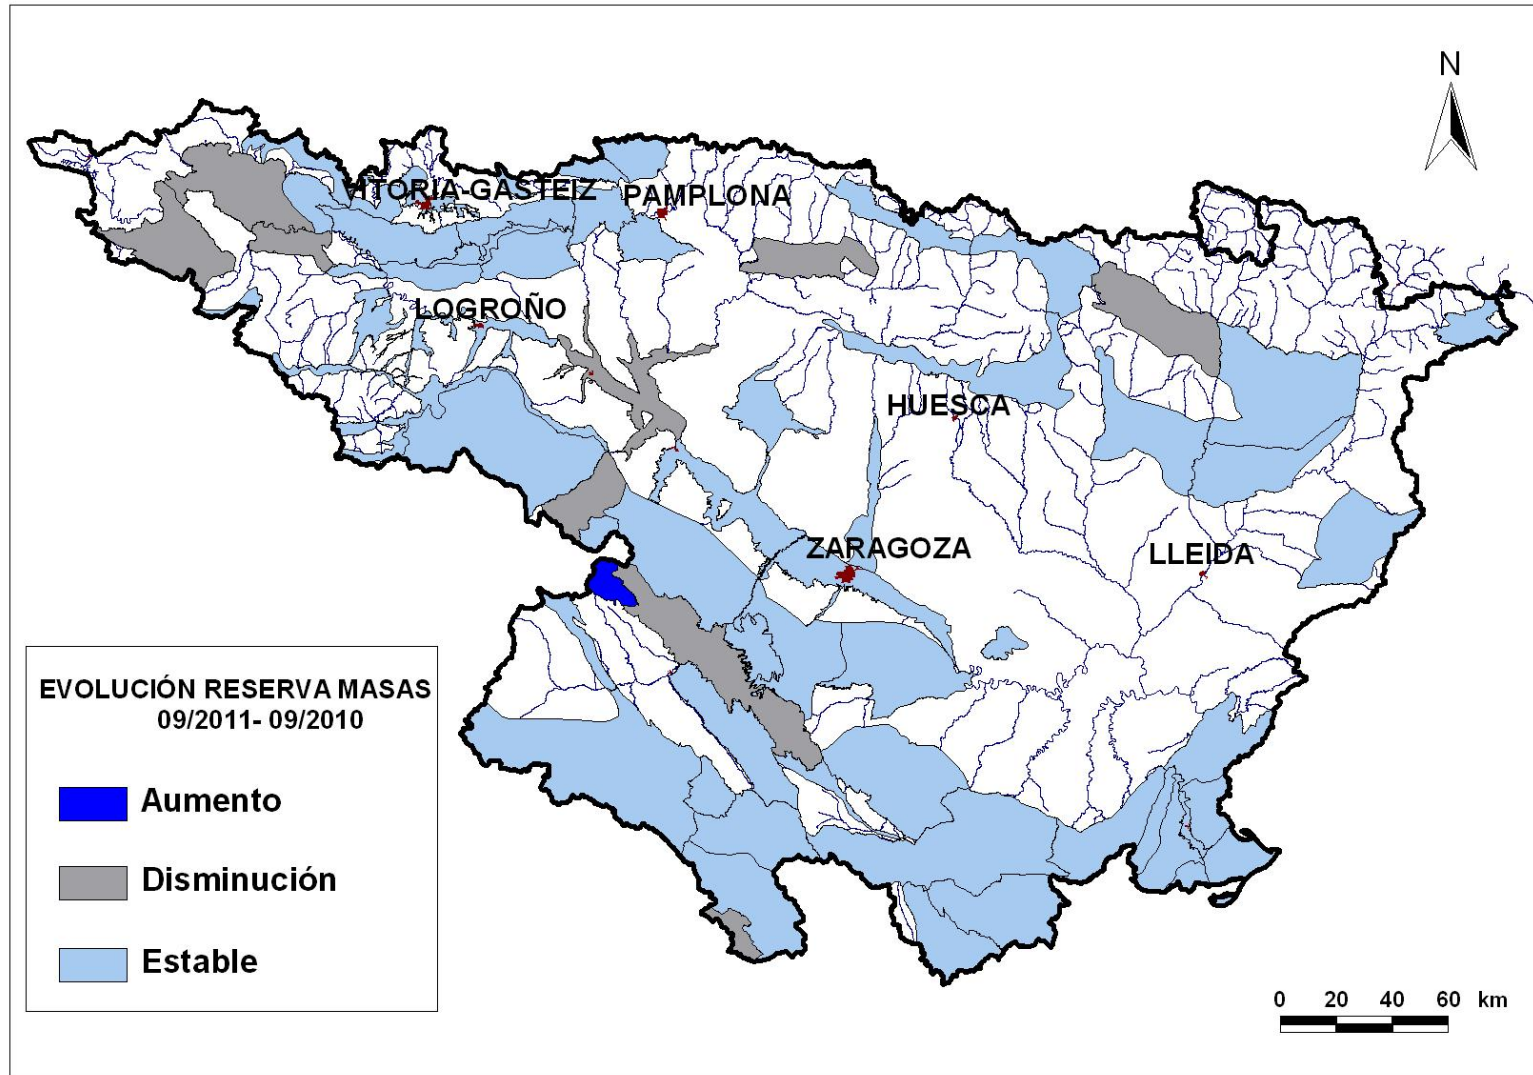 N
VITORIA-GASTEIZ
PAMPLONA
LOGROÑO
HUESCA
ZARAGOZA
LLEIDA
EVOLUCIÓN RESERVA MASAS
09/2011- 09/2010
Aumento
Disminución
Estable
0 20 40 60 km